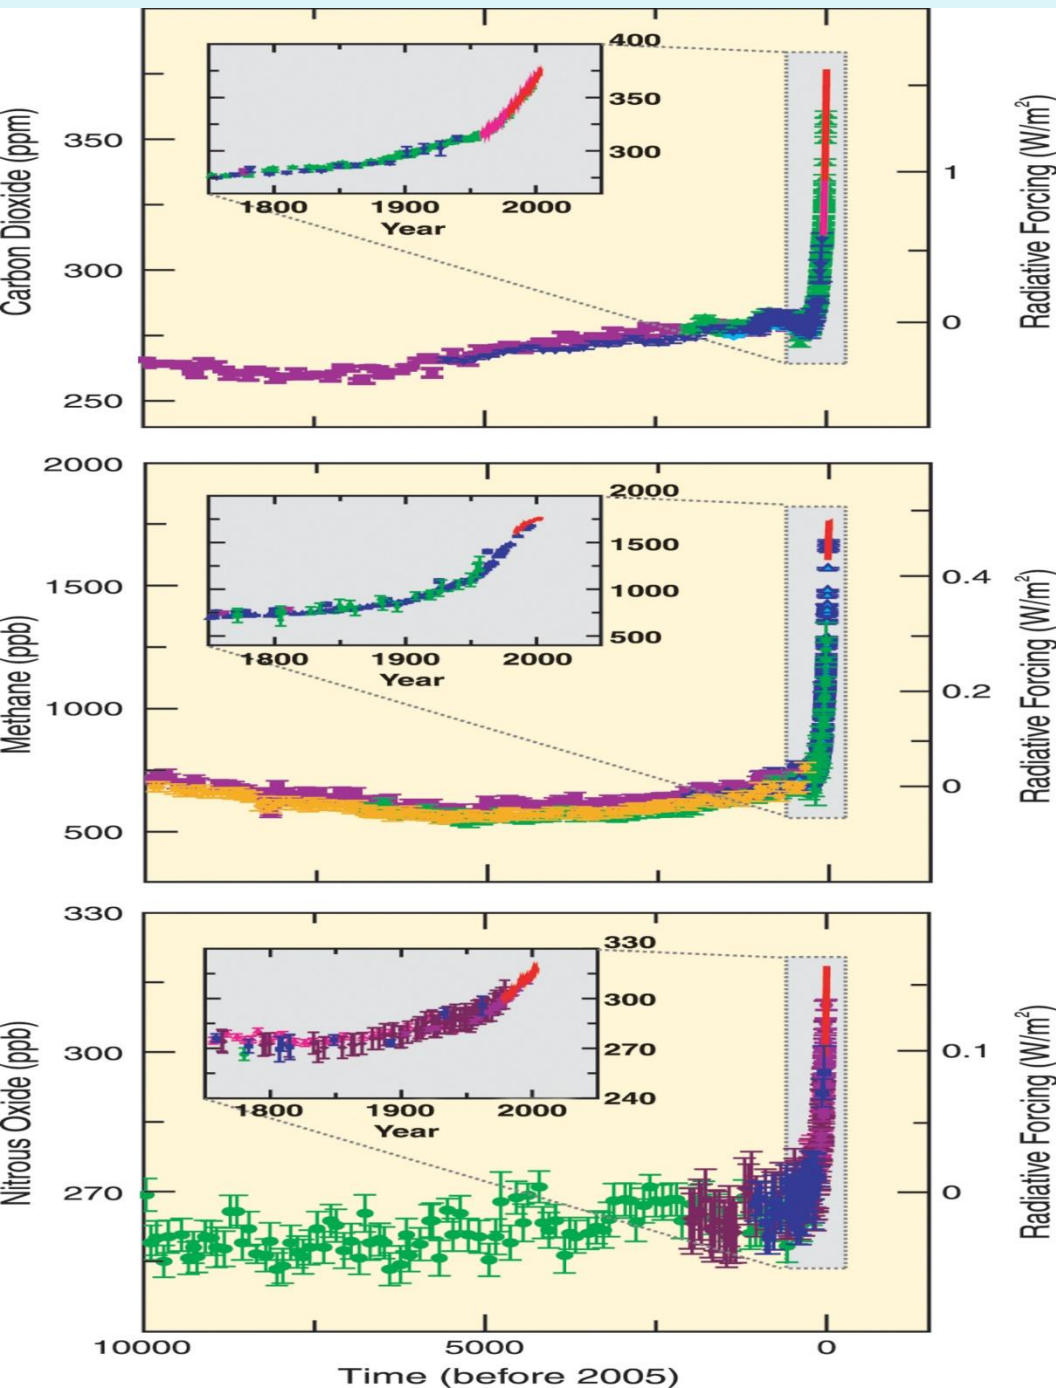 400
350
300
1800 1900 2000
Year
Carbon Dioxide (ppm)
350
300
250
1
0
Radiative Forcing (W/m²)
2000
1500
1000
500
1800 1900 2000
Year
Methane (ppb)
2000
1500
1000
500
0.4
0.2
0
Radiative Forcing (W/m²)
330
300
270
240
1800 1900 2000
Year
Nitrous Oxide (ppb)
330
300
270
0.1
0
Radiative Forcing (W/m²)
10000 5000 0
Time (before 2005)